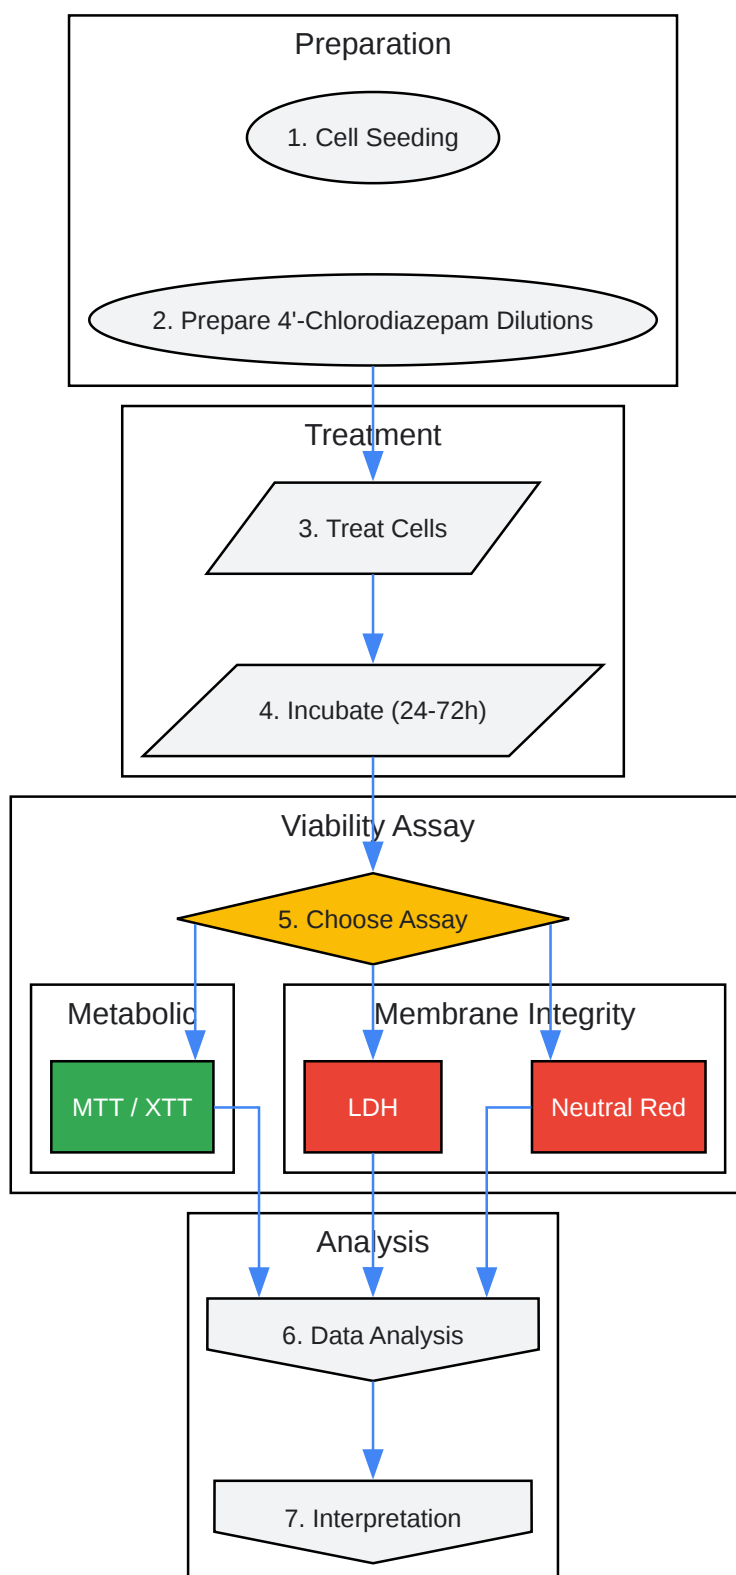 Preparation
1. Cell Seeding
2. Prepare 4'-Chlorodiazepam Dilutions
Treatment
3. Treat Cells
4. Incubate (24-72h)
Viability Assay
5. Choose Assay
Metabolic
Membrane Integrity
MTT / XTT
LDH
Neutral Red
Analysis
6. Data Analysis
7. Interpretation